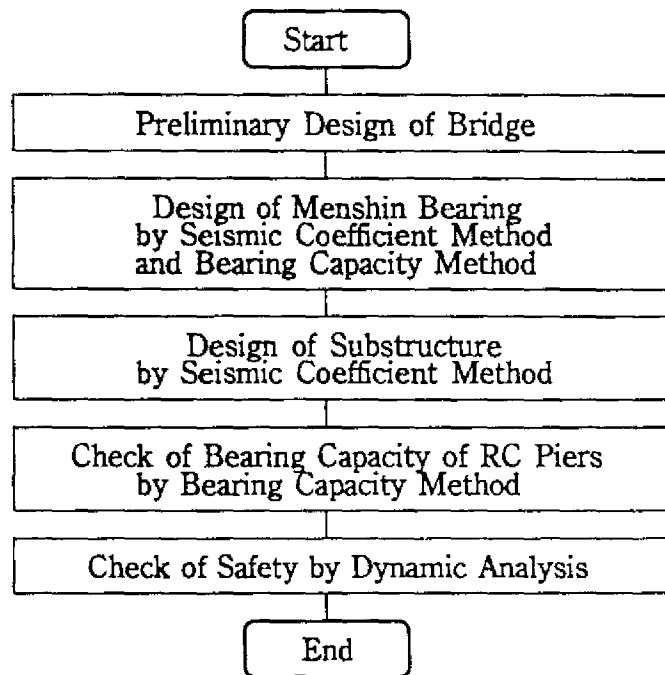 Start
Preliminary Design of Bridge
Design of Menshin Bearing
by Seismic Coefficient Method
and Bearing Capacity Method
Design of Substructure
by Seismic Coefficient Method
Check of Bearing Capacity of RC Piers
by Bearing Capacity Method
Check of Safety by Dynamic Analysis
End